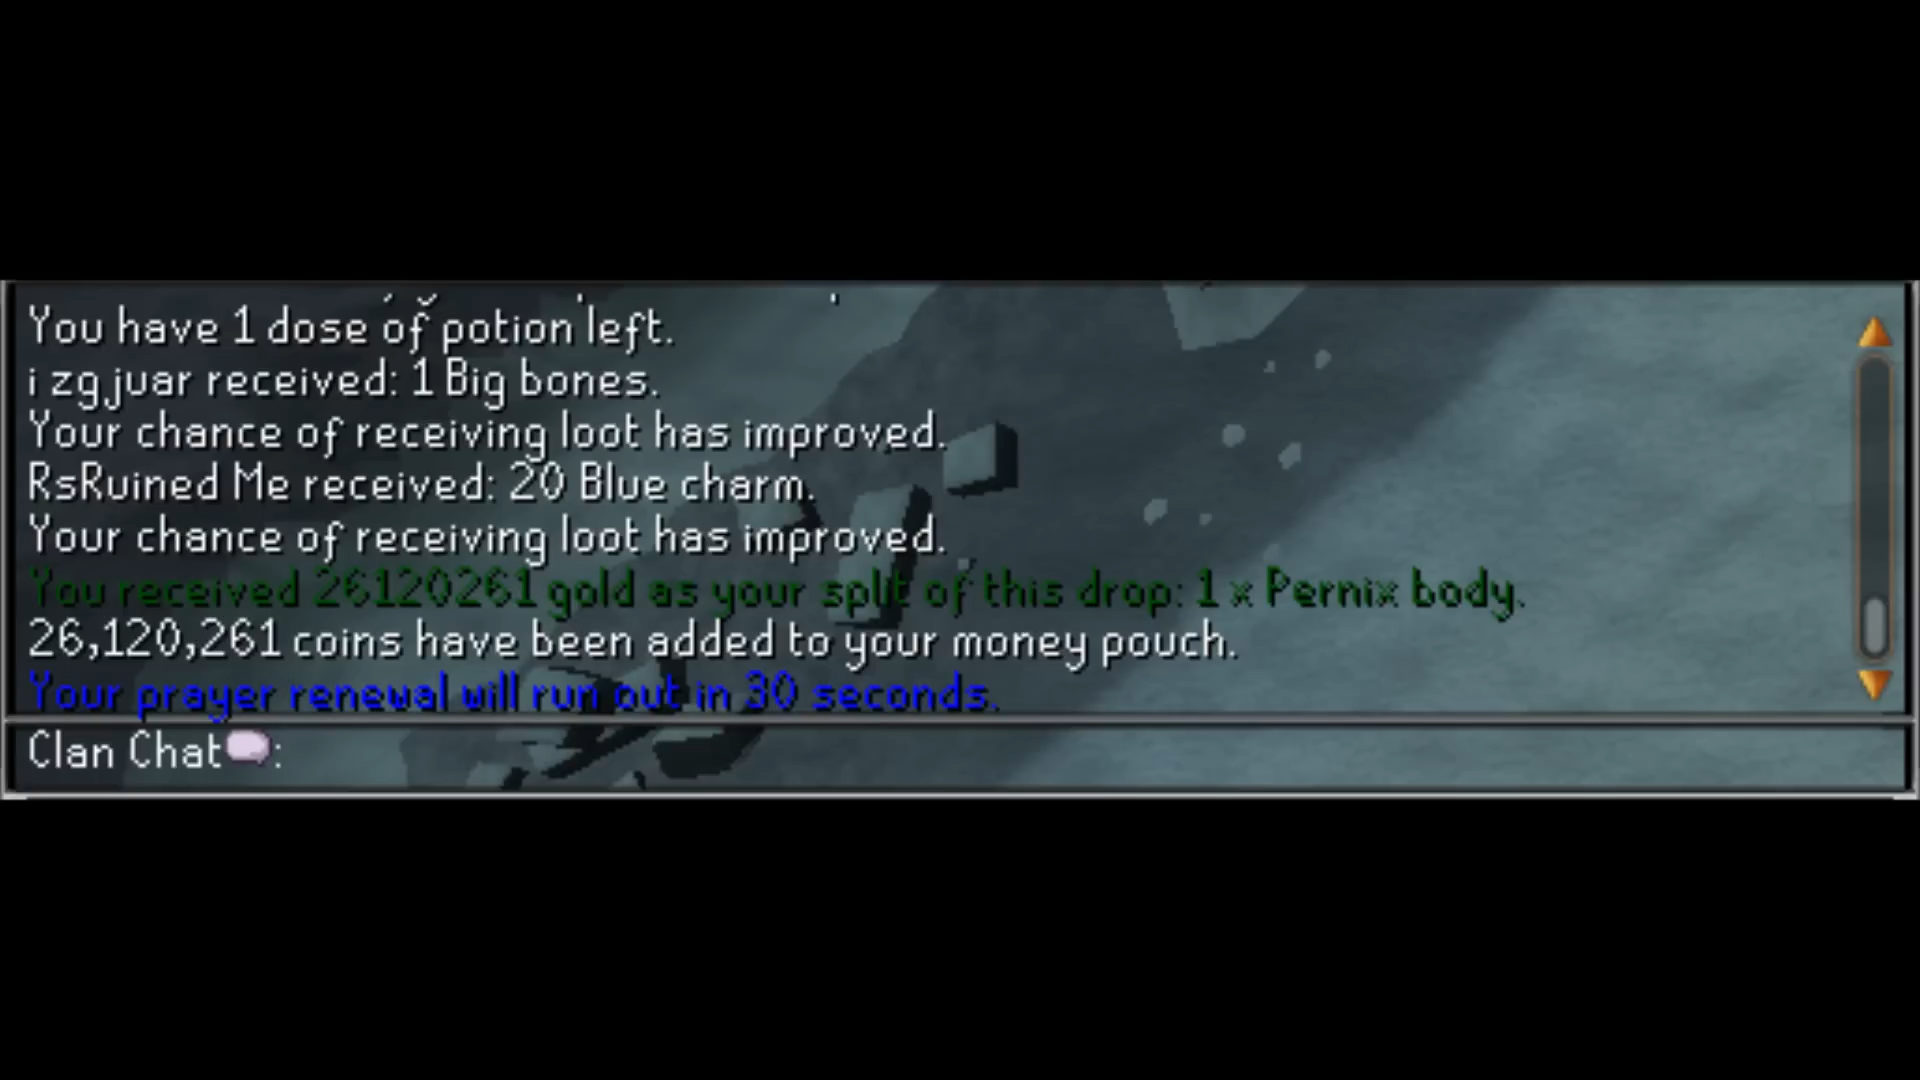 You have 1 dose of potion left.
i zg juar received: 1 Big bones.
Your chance of receiving loot has improved.
RsRuined Me received: 20 Blue charm.
Your chance of receiving loot has improved.
You received 26120261 gold as your split of this drop: 1 x Pernix body.
26,120,261 coins have been added to your money pouch.
Your prayer renewal will run out in 30 seconds.
Clan Chat: